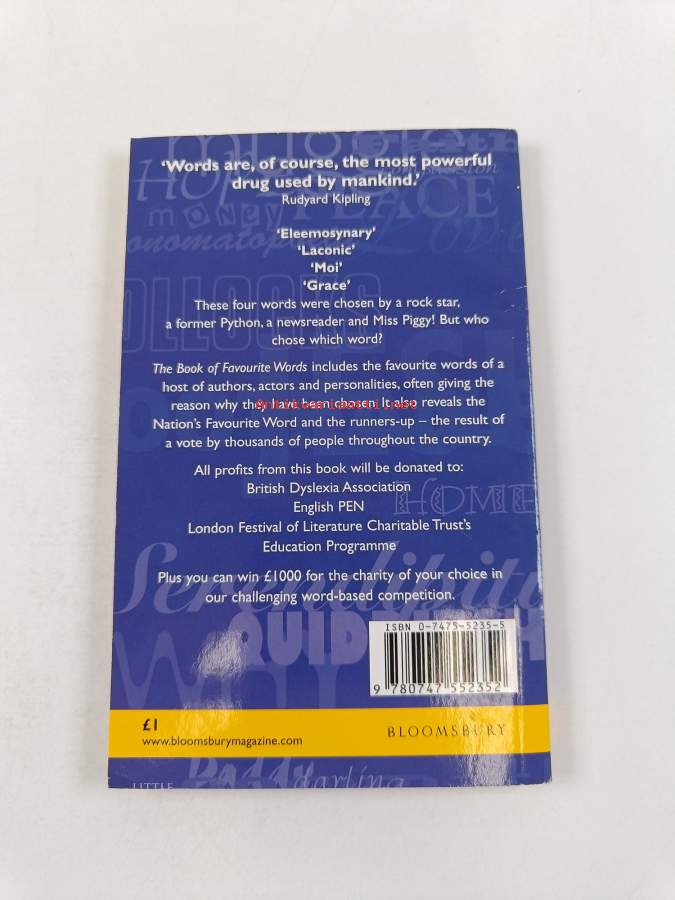 ‘Words are, of course, the most powerful
drug used by mankind.’
Rudyard Kipling
‘Eleemosynary’
‘Laconic’
‘Moi’
‘Grace’
These four words were chosen by a rock star,
a former Python, a newsreader and Miss Piggy! But who
chose which word?
The Book of Favourite Words includes the favourite words of a
host of authors, actors and personalities, often giving the
reason why they have been chosen. It also reveals the
Nation’s Favourite Word and the runners-up – the result of
a vote by thousands of people throughout the country.
All profits from this book will be donated to:
British Dyslexia Association
English PEN
London Festival of Literature Charitable Trust’s
Education Programme
Plus you can win £1000 for the charity of your choice in
our challenging word-based competition.
ISBN 0-7475-5235-5
9 780747 552352
£1
www.bloomsburymagazine.com
BLOOMSBURY
Hope
PEACE
money
HOME
Serendipity
darling
LITTLE